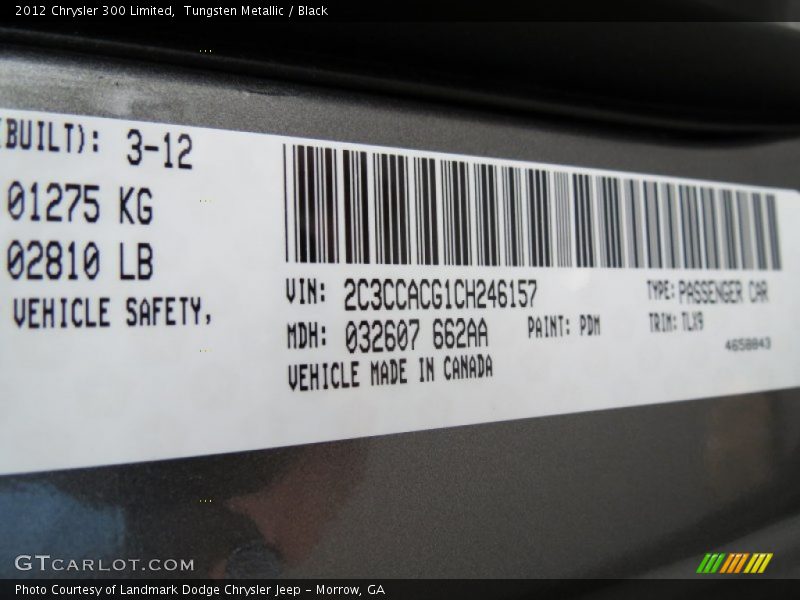 2012 Chrysler 300 Limited, Tungsten Metallic / Black
(BUILT): 3-12
01275 KG
02810 LB
VEHICLE SAFETY,
VIN: 2C3CCACG1CH246157
TYPE: PASSENGER CAR
MDH: 032607 662AA
PAINT: PDM
TRIM: TLX9
4658843
VEHICLE MADE IN CANADA
GTCARLOT.COM
Photo Courtesy of Landmark Dodge Chrysler Jeep - Morrow, GA